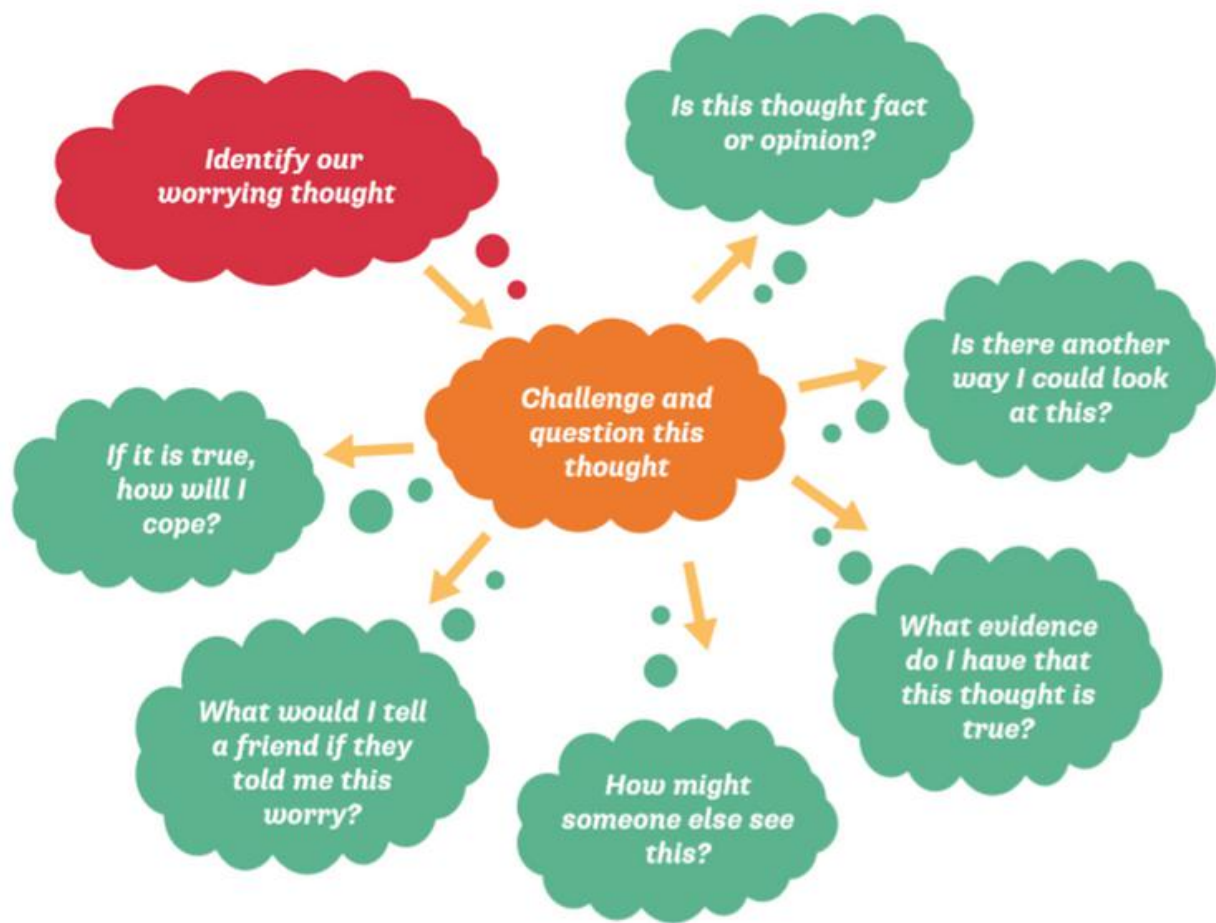 Identify our
worrying thought
Is this thought fact
or opinion?
Is there another
way I could look
at this?
Challenge and
question this
thought
If it is true,
how will I
cope?
What evidence
do I have that
this thought is
true?
What would I tell
a friend if they
told me this
worry?
How might
someone else see
this?